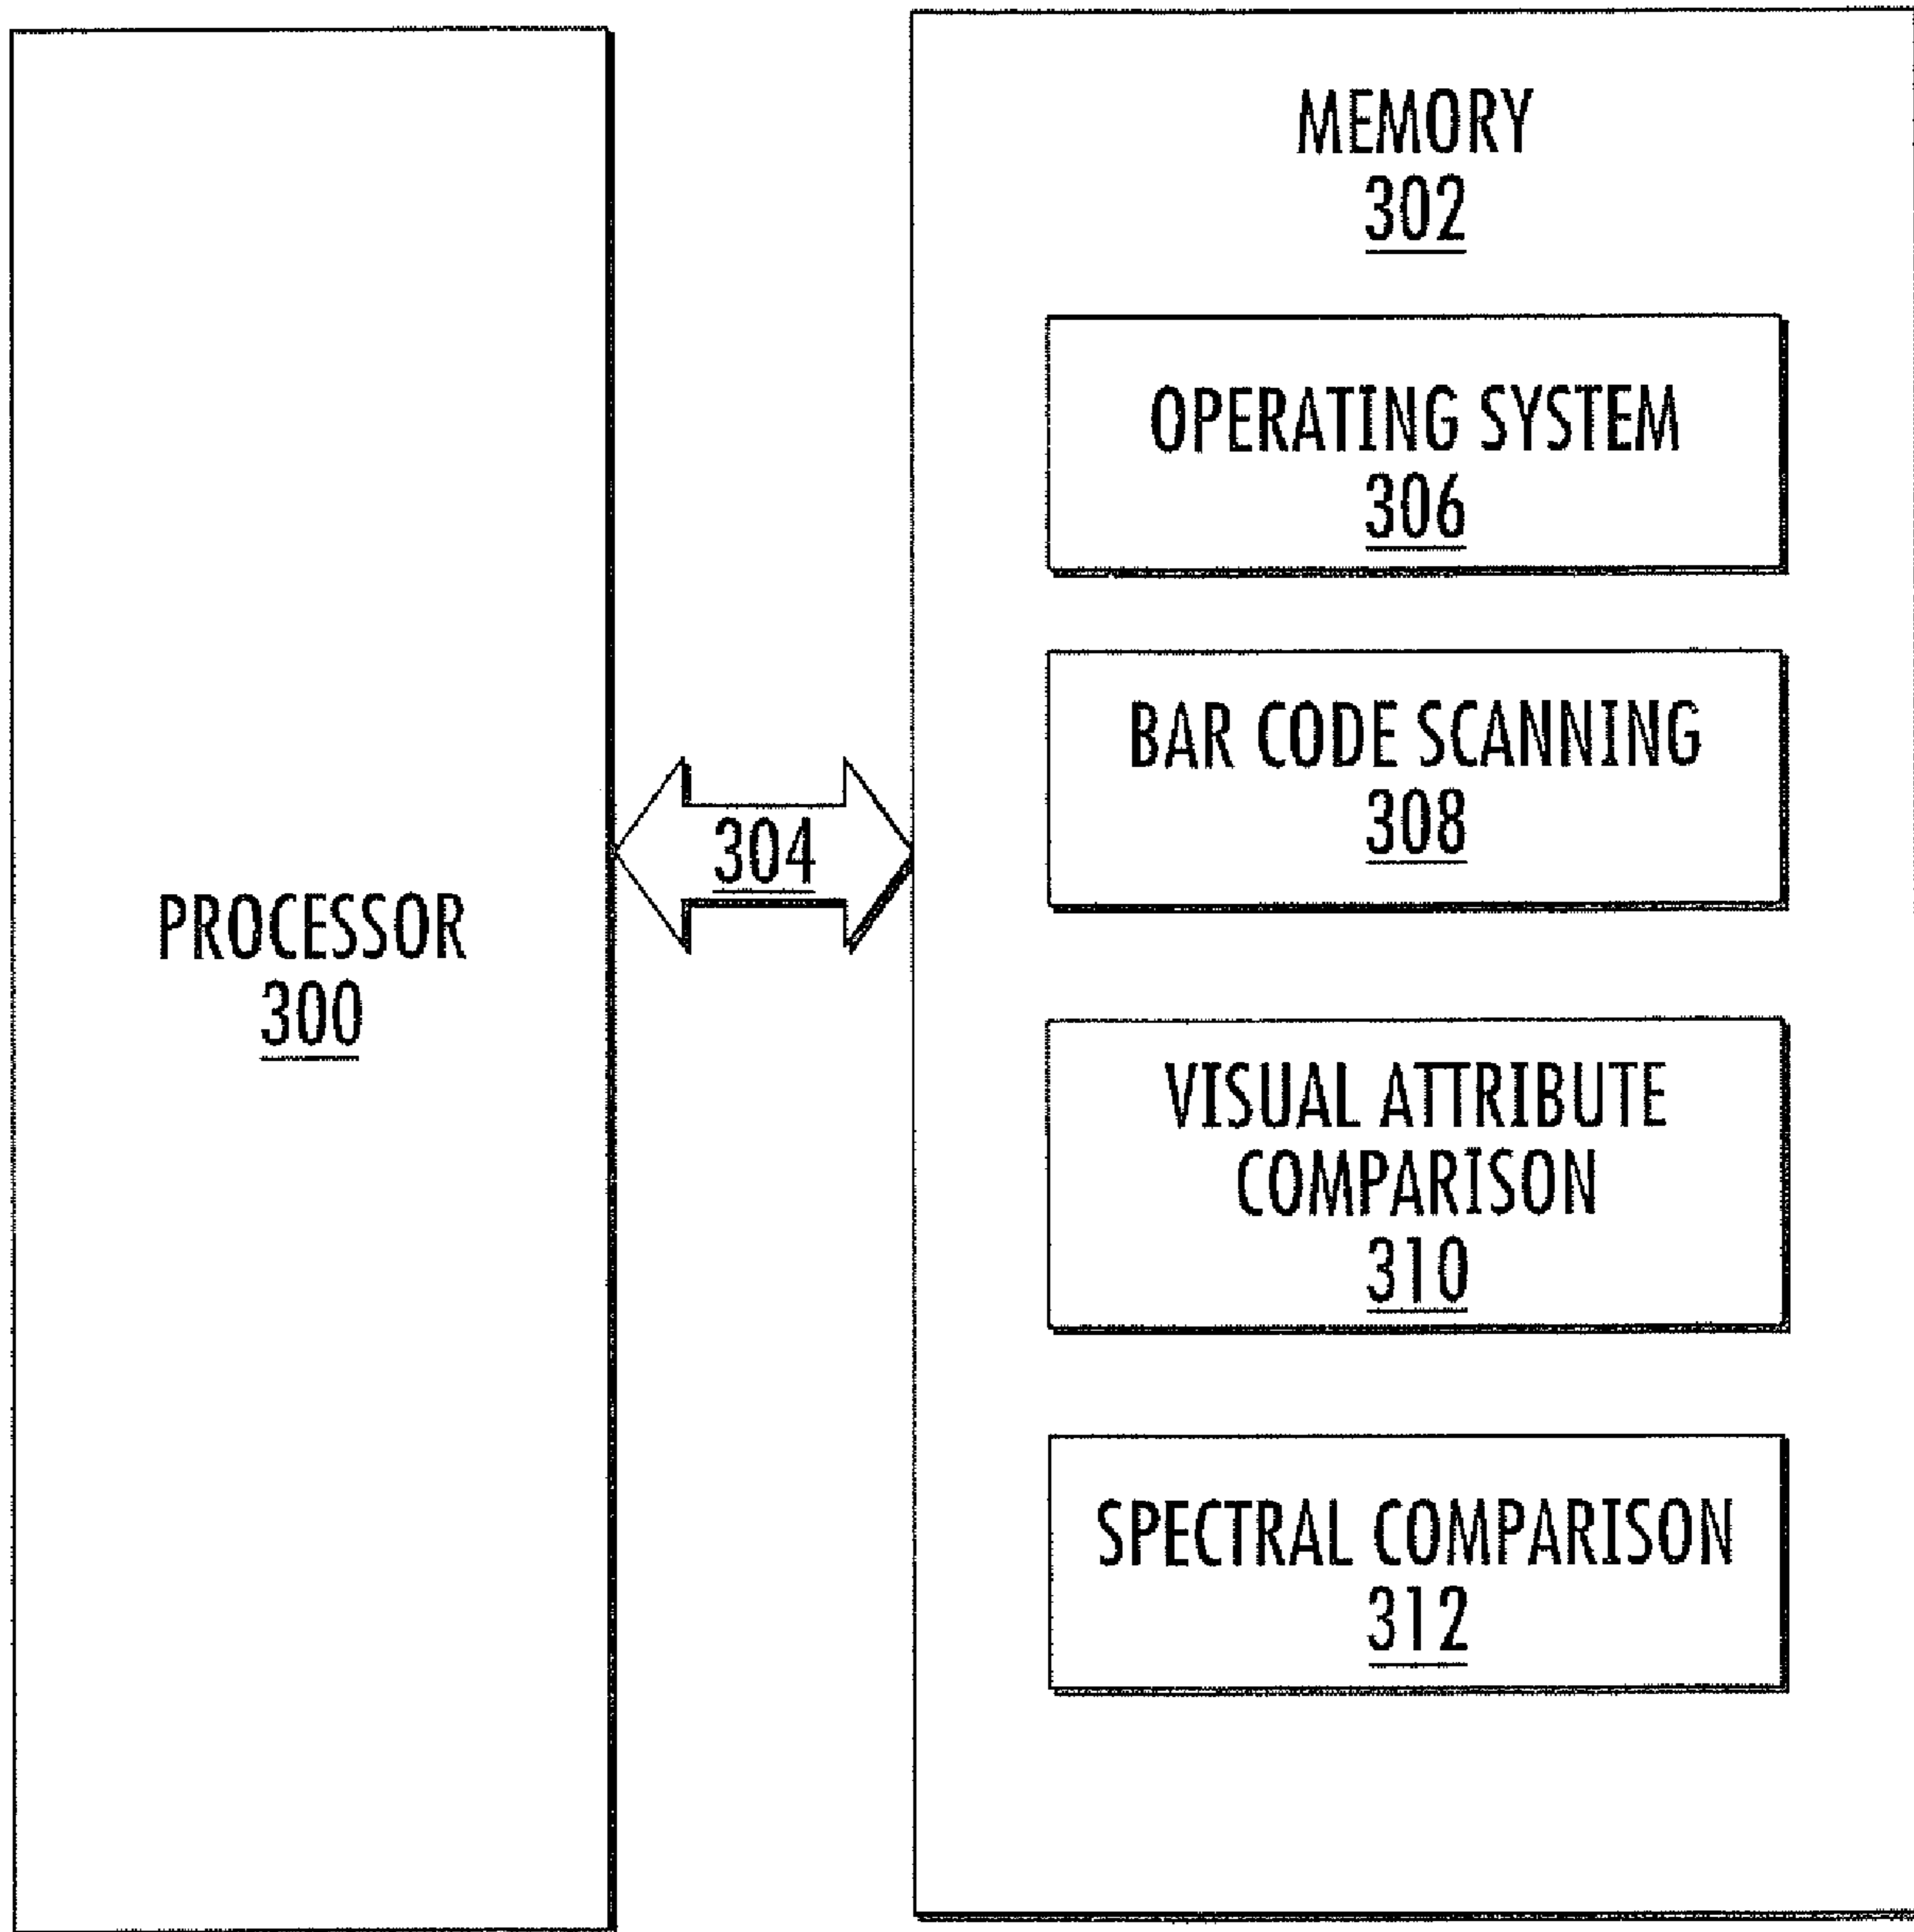 PROCESSOR
300
304
MEMORY
302
OPERATING SYSTEM
306
BAR CODE SCANNING
308
VISUAL ATTRIBUTE
COMPARISON
310
SPECTRAL COMPARISON
312